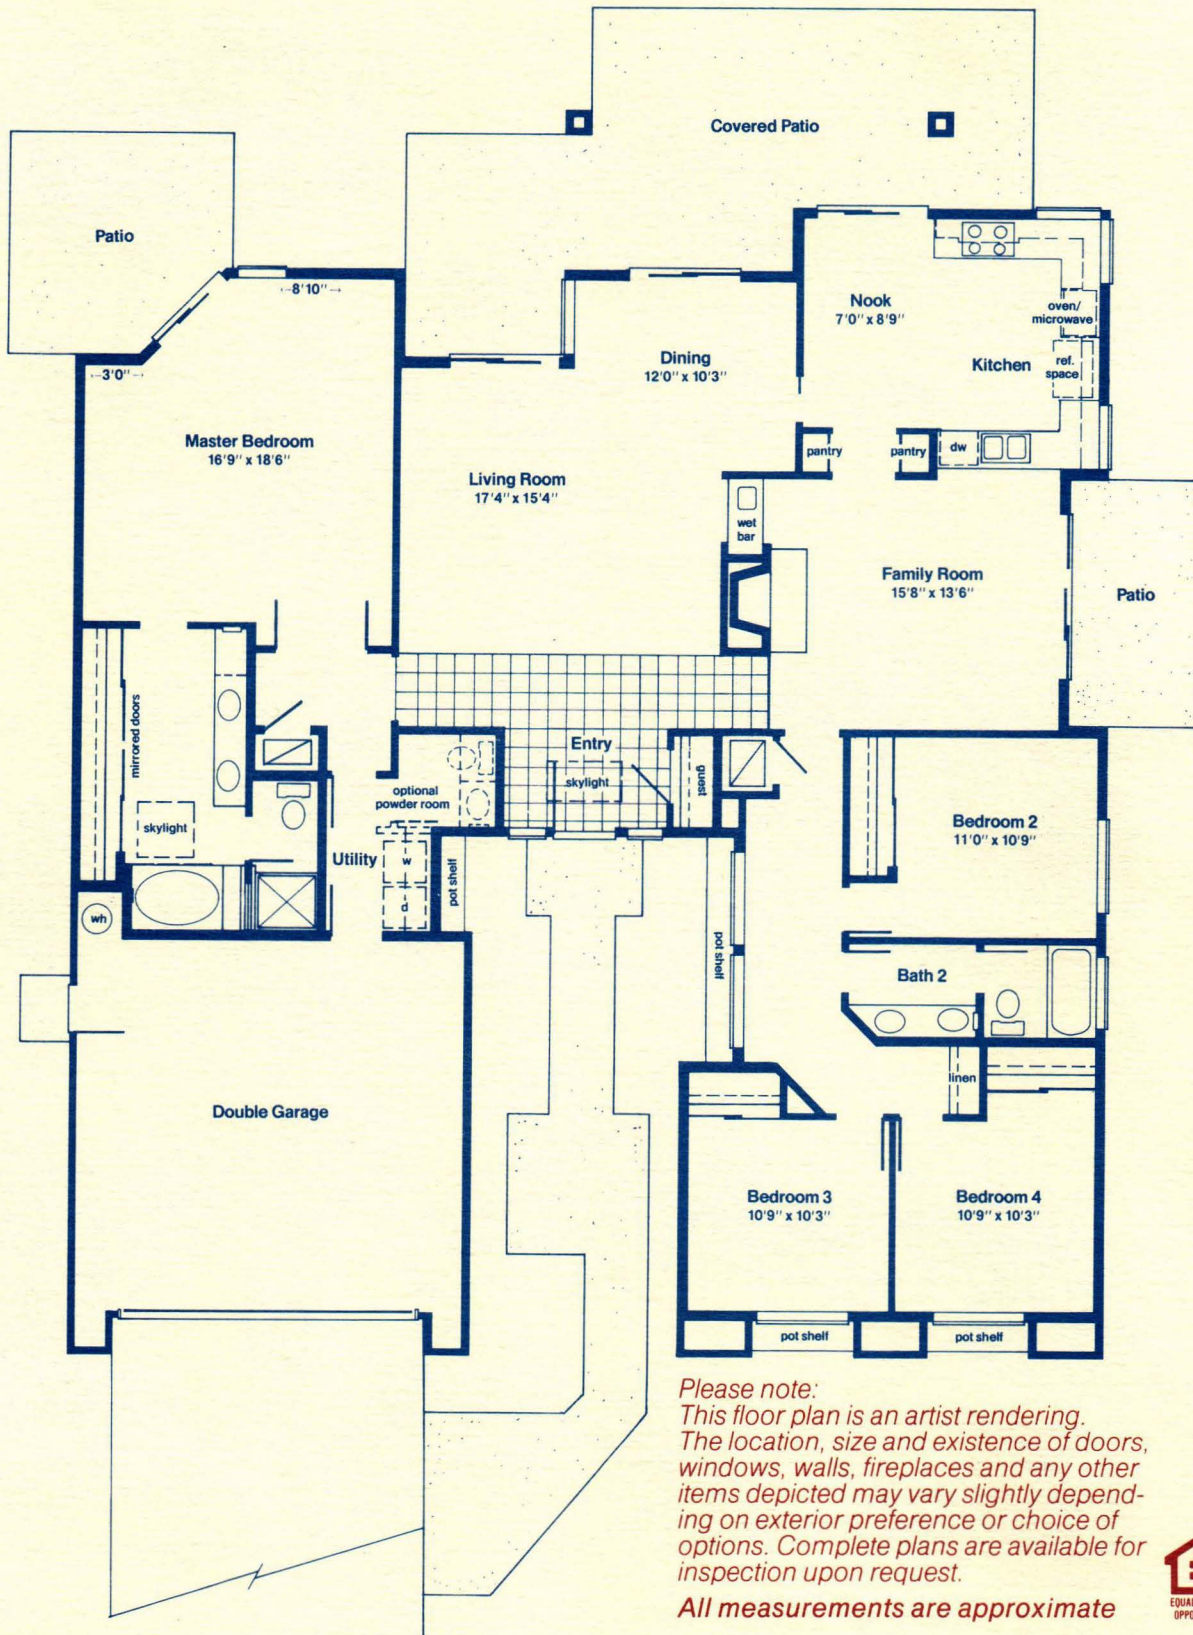 Covered Patio
Patio
8'10"
3'0"
Nook
7'0" x 8'9"
oven/
microwave
Kitchen
ref.
space
Dining
12'0" x 10'3"
Master Bedroom
16'9" x 18'6"
Living Room
17'4" x 15'4"
pantry
pantry
dw
wet
bar
Family Room
15'8" x 13'6"
Patio
mirrored doors
Entry
skylight
guest
optional
powder room
skylight
Utility
w
d
pot shelf
wh
Bedroom 2
11'0" x 10'9"
pot shelf
Bath 2
linen
Double Garage
Bedroom 3
10'9" x 10'3"
Bedroom 4
10'9" x 10'3"
pot shelf
pot shelf
Please note:
This floor plan is an artist rendering.
The location, size and existence of doors,
windows, walls, fireplaces and any other
items depicted may vary slightly depend-
ing on exterior preference or choice of
options. Complete plans are available for
inspection upon request.
All measurements are approximate